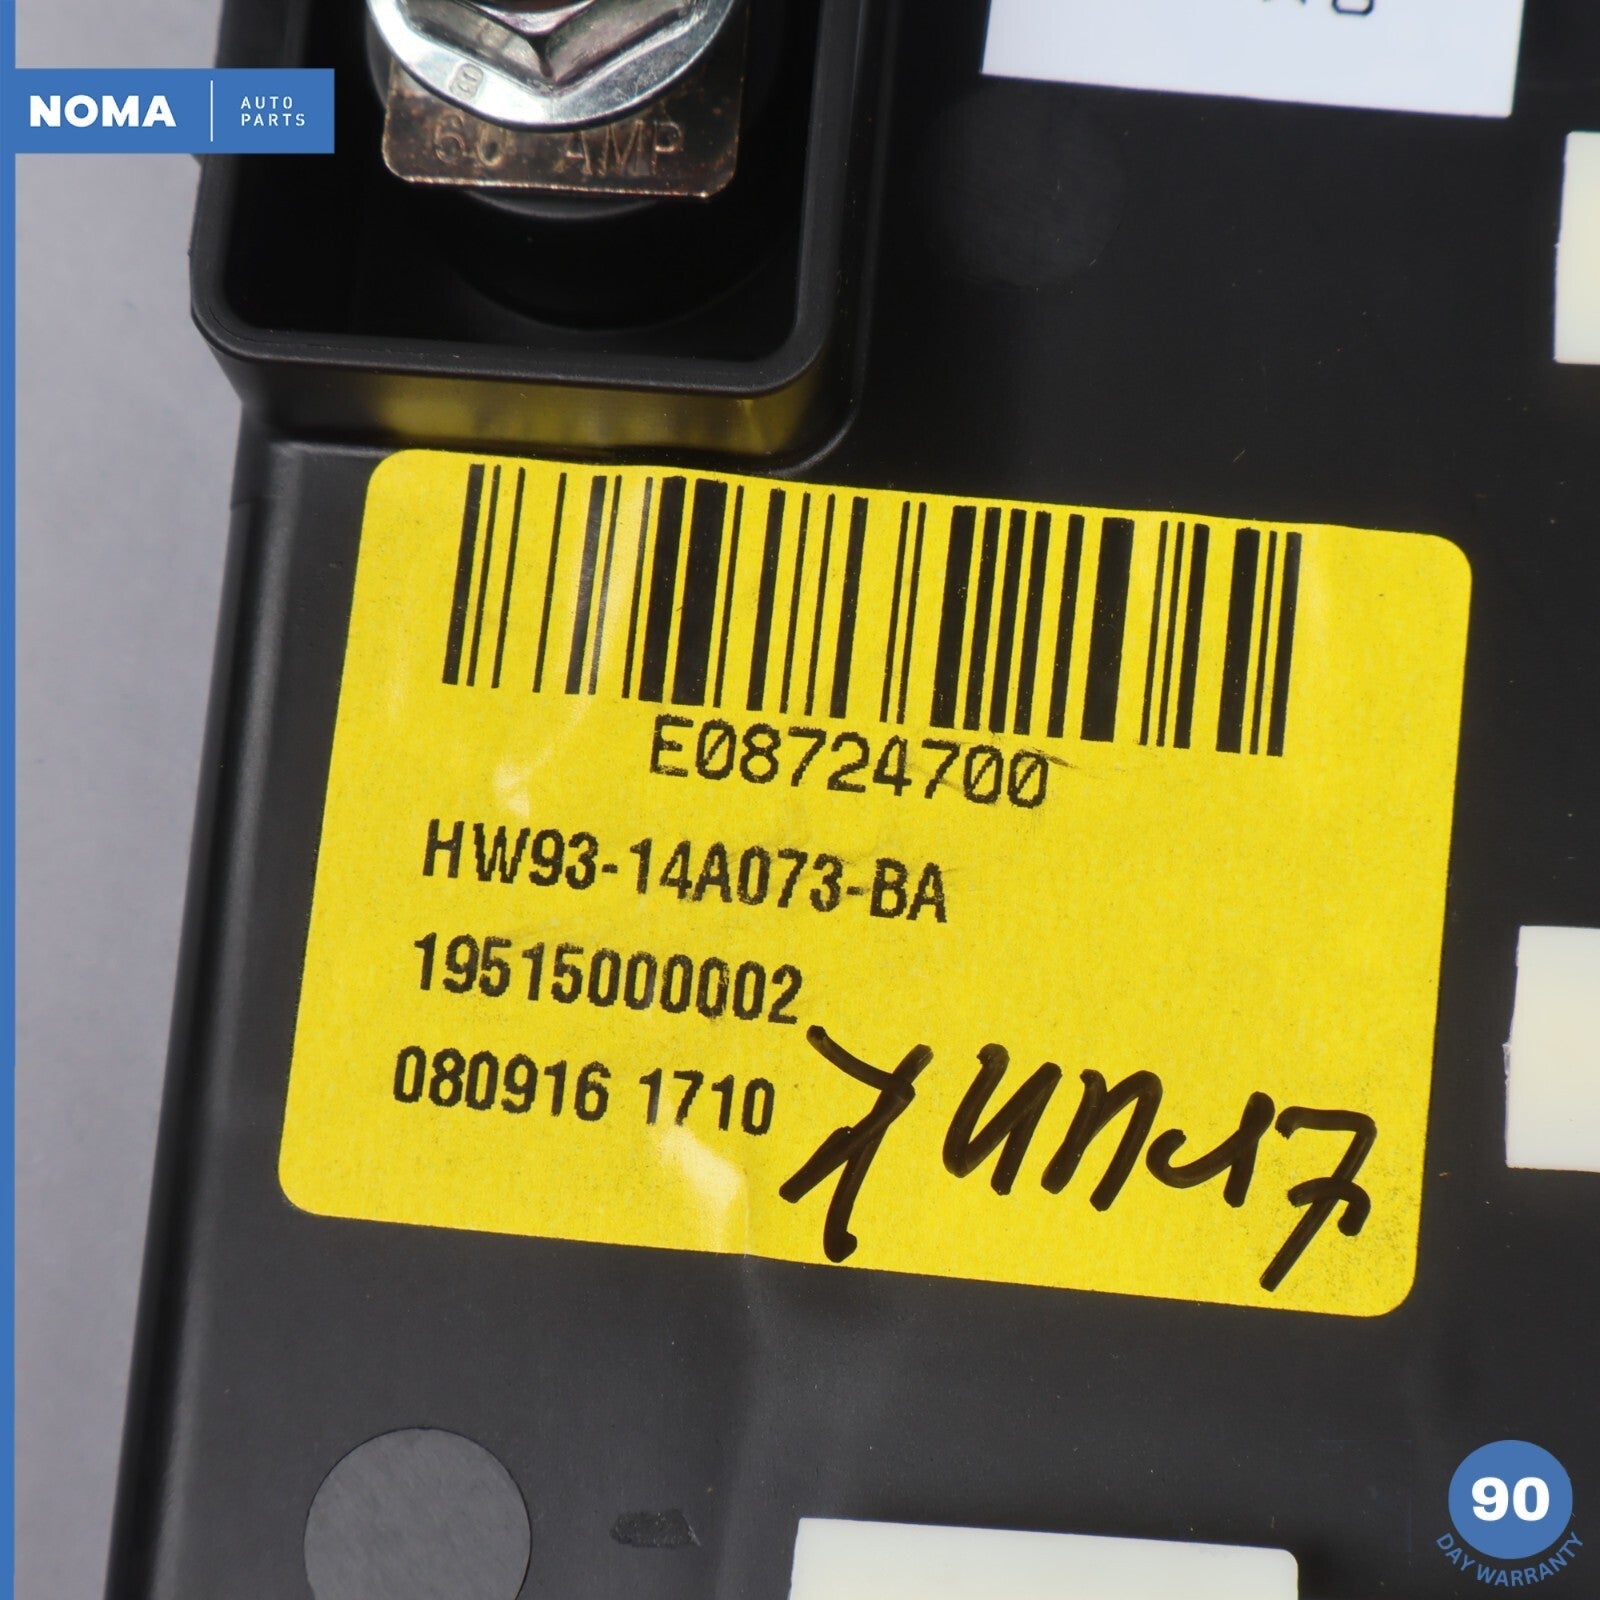 NOMA AUTO PARTS
60 AMP
E08724700
HW93-14A073-BA
19515000002
080916 1710
90
DAY WARRANTY